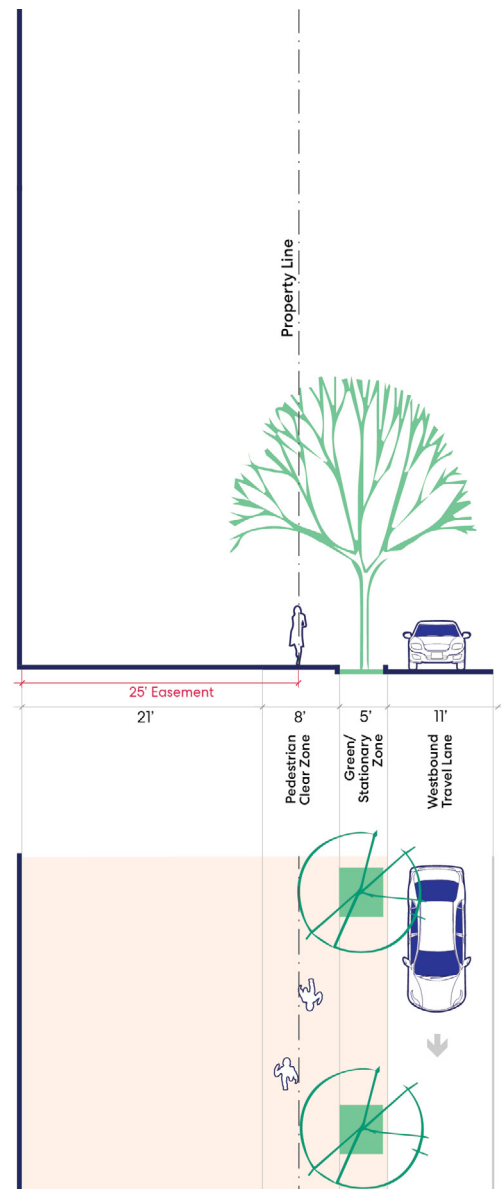 Property Line
25' Easement
21'
8'
5'
11'
Pedestrian
Clear Zone
Green/
Stationary
Zone
Westbound
Travel Lane